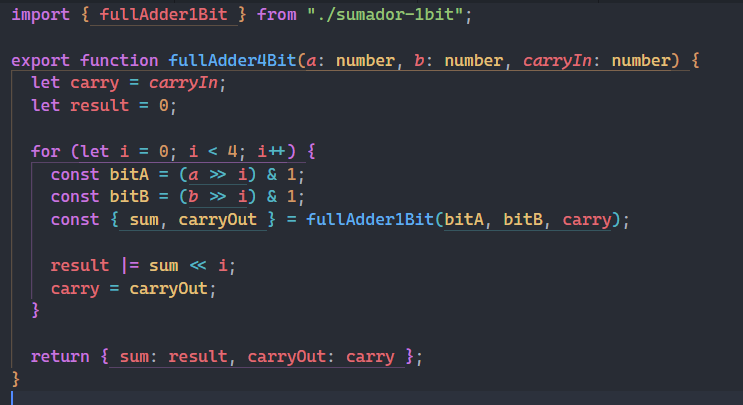 import { fullAdder1Bit } from "./sumador-1bit";
export function fullAdder4Bit(a: number, b: number, carryIn: number) {
let carry = carryIn;
let result = 0;
for (let i = 0; i < 4; i++) {
const bitA = (a >> i) & 1;
const bitB = (b >> i) & 1;
const { sum, carryOut } = fullAdder1Bit(bitA, bitB, carry);
result |= sum << i;
carry = carryOut;
}
return { sum: result, carryOut: carry };
}